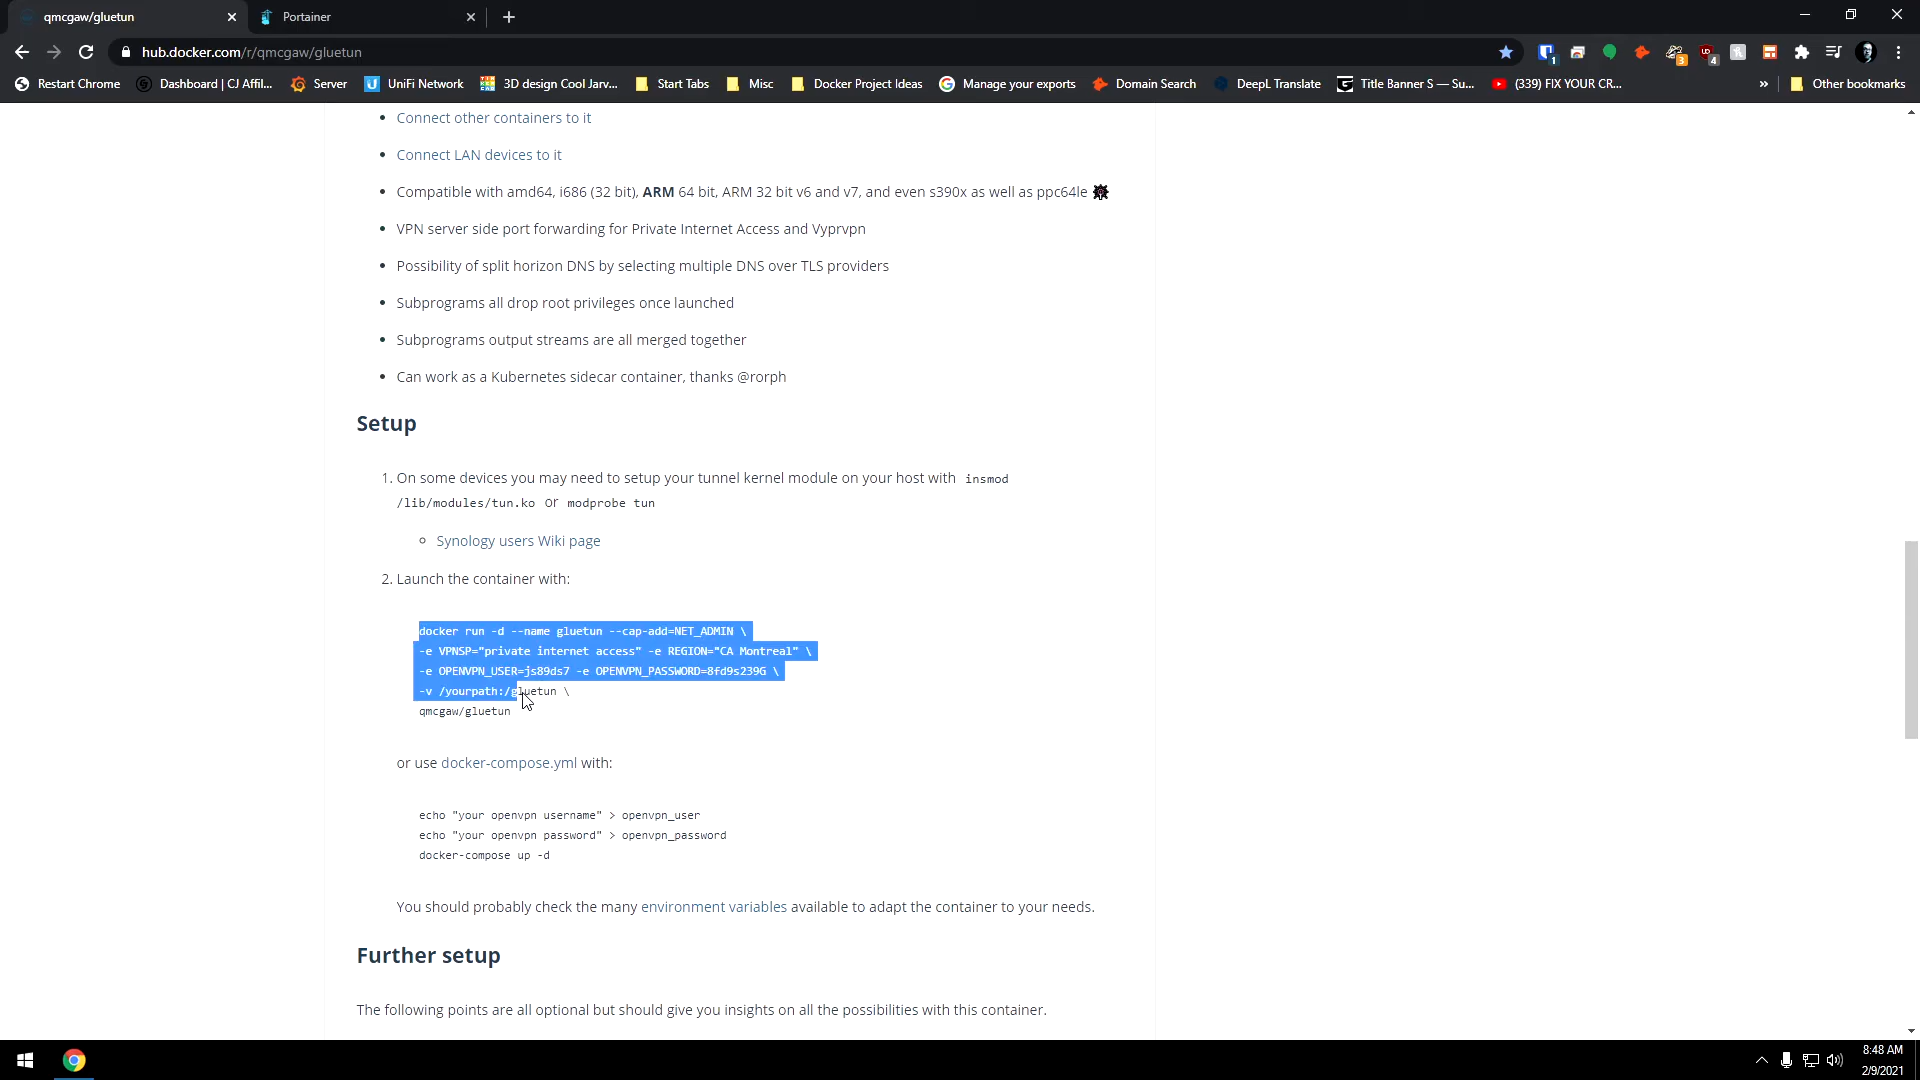 qmcgaw/gluetun
Portainer
hub.docker.com/r/qmcgaw/gluetun
1
3
4
Restart Chrome
Dashboard | CJ Affil...
Server
UniFi Network
3D design Cool Jarv...
Start Tabs
Misc
Docker Project Ideas
Manage your exports
Domain Search
DeepL Translate
Title Banner S — Su...
(339) FIX YOUR CR...
»
Other bookmarks
• Connect other containers to it
• Connect LAN devices to it
• Compatible with amd64, i686 (32 bit), ARM 64 bit, ARM 32 bit v6 and v7, and even s390x as well as ppc64le
• VPN server side port forwarding for Private Internet Access and Vyprvpn
• Possibility of split horizon DNS by selecting multiple DNS over TLS providers
• Subprograms all drop root privileges once launched
• Subprograms output streams are all merged together
• Can work as a Kubernetes sidecar container, thanks @rorph
Setup
1. On some devices you may need to setup your tunnel kernel module on your host with insmod
/lib/modules/tun.ko or modprobe tun
Synology users Wiki page
2. Launch the container with:
docker run -d --name gluetun --cap-add=NET_ADMIN \
-e VPNSP="private internet access" -e REGION="CA Montreal" \
-e OPENVPN_USER=js89ds7 -e OPENVPN_PASSWORD=8fd9s239G \
-v /yourpath:/gluetun \
qmcgaw/gluetun
or use docker-compose.yml with:
echo "your openvpn username" > openvpn_user
echo "your openvpn password" > openvpn_password
docker-compose up -d
You should probably check the many environment variables available to adapt the container to your needs.
Further setup
The following points are all optional but should give you insights on all the possibilities with this container.
8:48 AM
2/9/2021